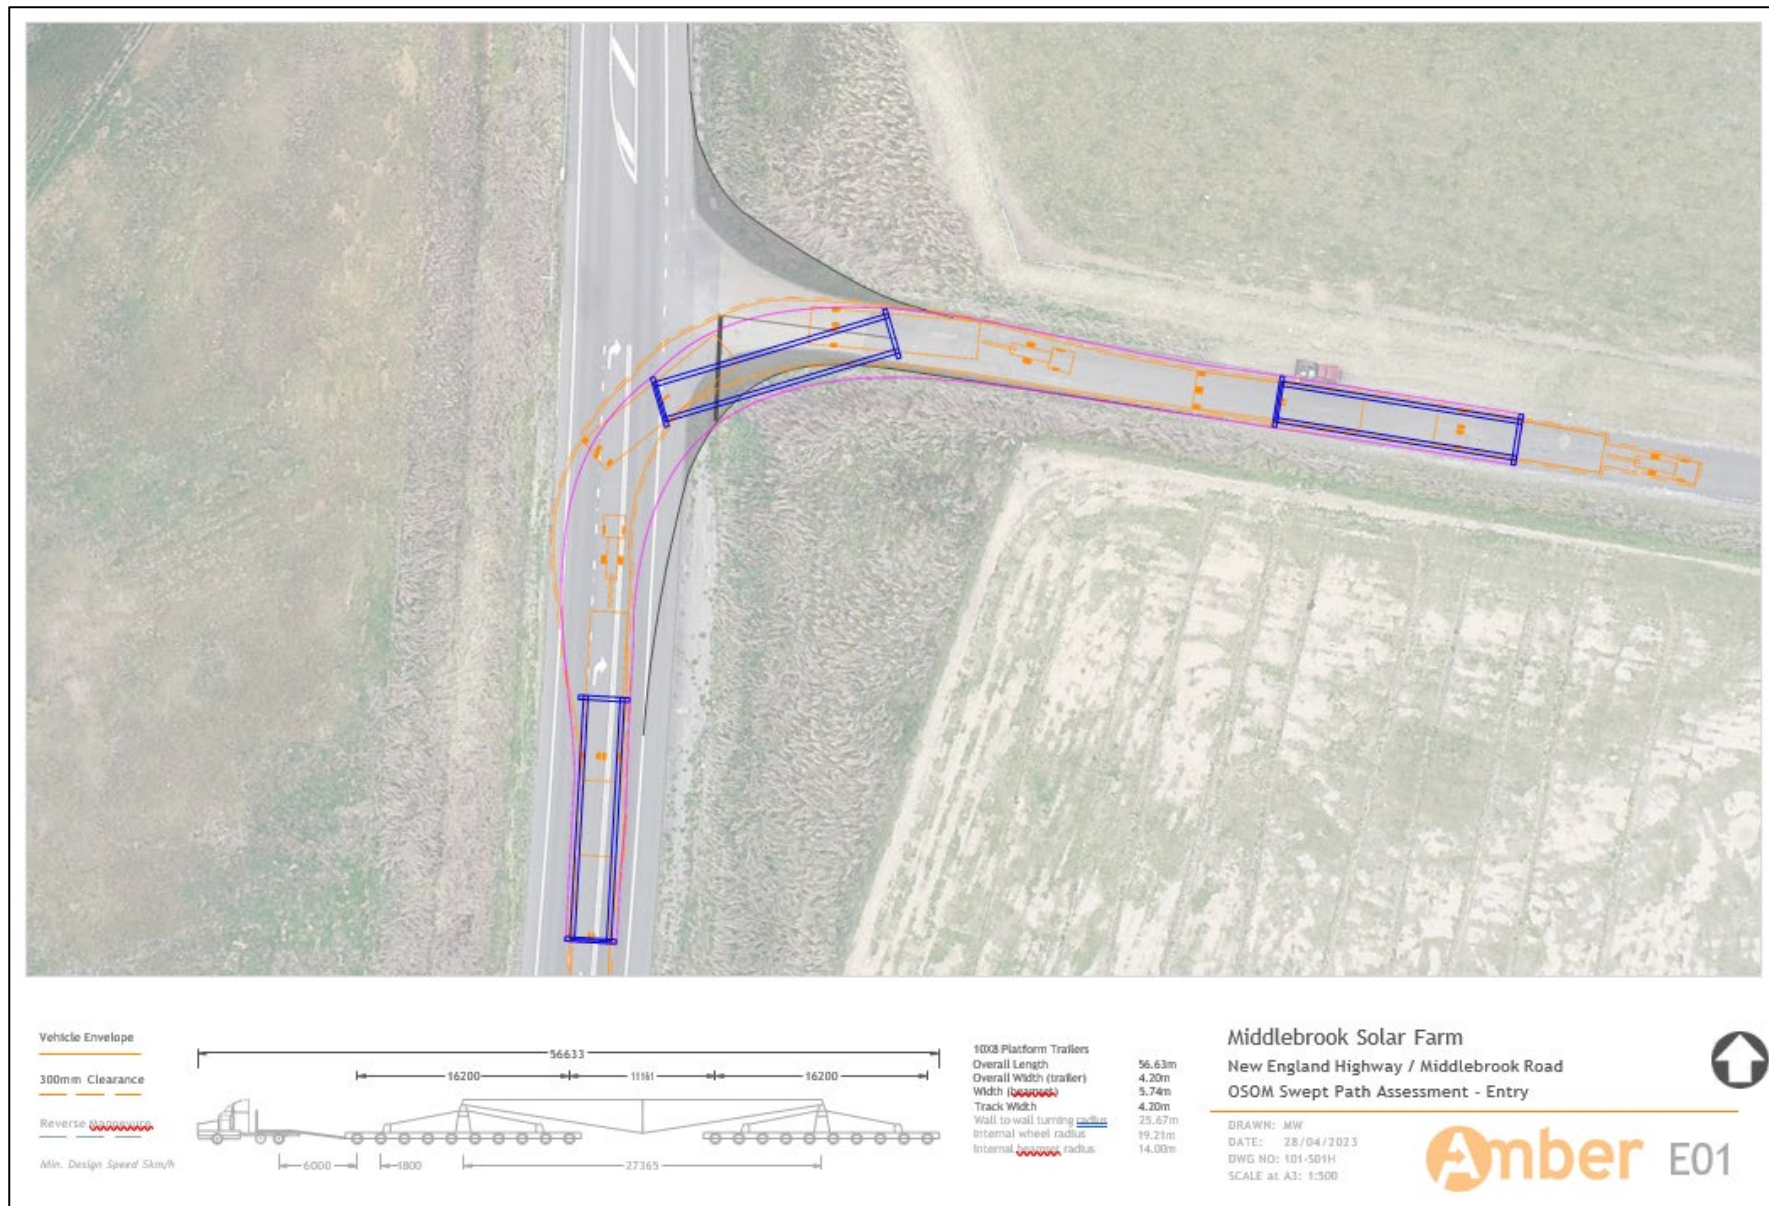 Vehicle Envelope
300mm Clearance
Reverse Manoevure
Min. Design Speed 5km/h
56633
16200
11161
16200
6000
1800
27365
10X8 Platform Trailers
Overall Length 56.63m
Overall Width (trailer) 4.20m
Width (beamset) 5.74m
Track Width 4.20m
Wall to wall turning radius 25.67m
Internal wheel radius 19.21m
Internal beamset radius 14.00m
Middlebrook Solar Farm
New England Highway / Middlebrook Road
OSOM Swept Path Assessment - Entry
DRAWN: MW
DATE: 28/04/2023
DWG NO: 101-S01H
SCALE at A3: 1:500
Amber E01